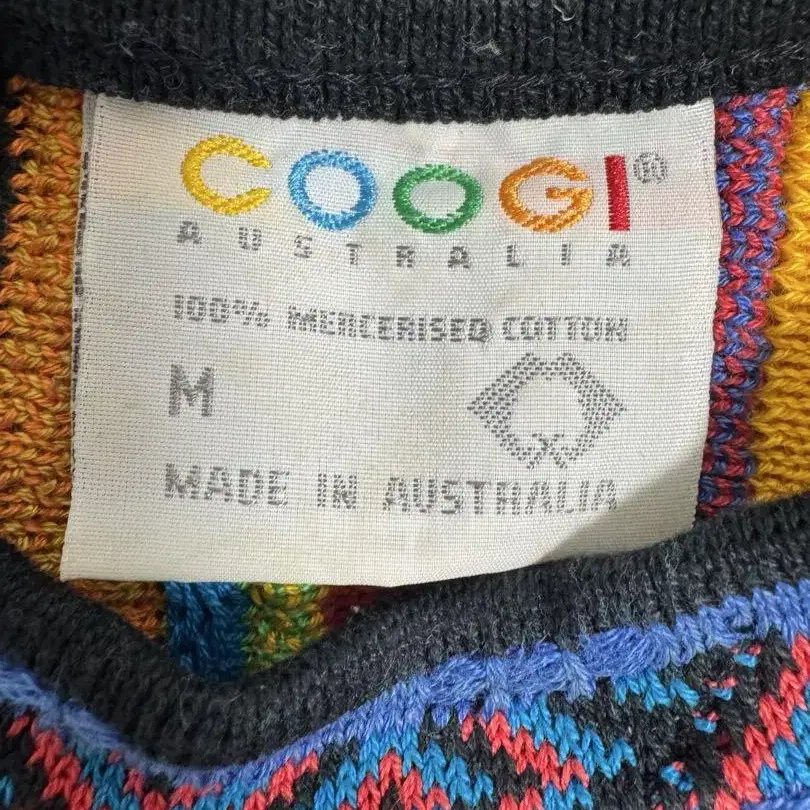 COOGI®
AUSTRALIA
100% MERCERISED COTTON
M
MADE IN AUSTRALIA